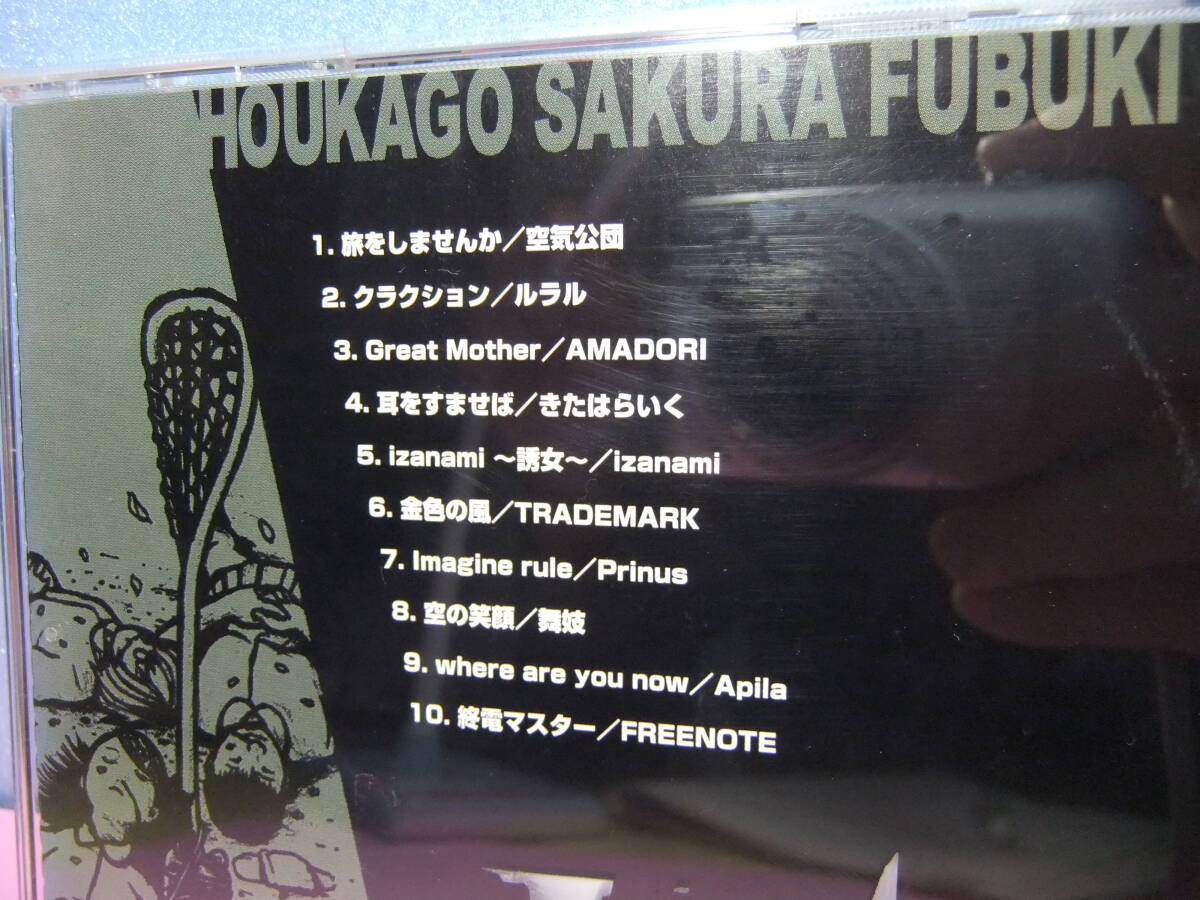 HOUKAGO SAKURA FUBUKI
1. 旅をしませんか／空気公団
2. クラクション／ルラル
3. Great Mother／AMADORI
4. 耳をすませば／きたはらいく
5. izanami ～誘女～／izanami
6. 金色の風／TRADEMARK
7. Imagine rule／Prinus
8. 空の笑顔／舞妓
9. where are you now／Apila
10. 終電マスター／FREENOTE